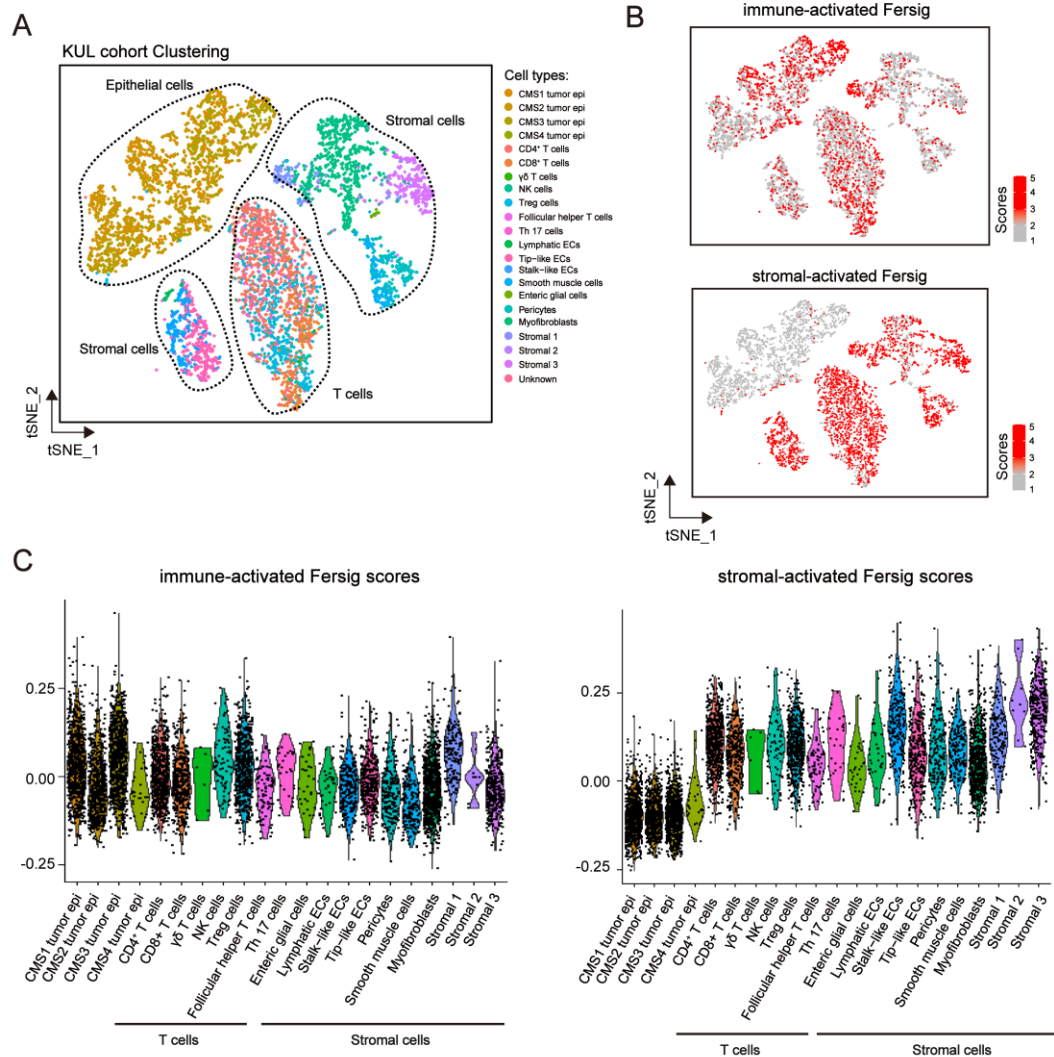 A
KUL cohort Clustering
Epithelial cells
Stromal cells
Stromal cells
T cells
tSNE_2
tSNE_1
Cell types:
CMS1 tumor epi
CMS2 tumor epi
CMS3 tumor epi
CMS4 tumor epi
CD4⁺ T cells
CD8⁺ T cells
γδ T cells
NK cells
Treg cells
Follicular helper T cells
Th 17 cells
Lymphatic ECs
Tip-like ECs
Stalk-like ECs
Smooth muscle cells
Enteric glial cells
Pericytes
Myofibroblasts
Stromal 1
Stromal 2
Stromal 3
Unknown
B
immune-activated Fersig
Scores
5
4
3
2
1
stromal-activated Fersig
Scores
5
4
3
2
1
tSNE_2
tSNE_1
C
immune-activated Fersig scores
0.25
0.00
-0.25
CMS1 tumor epi
CMS2 tumor epi
CMS3 tumor epi
CMS4 tumor epi
CD4⁺ T cells
CD8+ T cells
γδ T cells
NK cells
Treg cells
Follicular helper T cells
Th 17 cells
Enteric glial cells
Lymphatic ECs
Stalk-like ECs
Tip-like ECs
Pericytes
Smooth muscle cells
Myofibroblasts
Stromal 1
Stromal 2
Stromal 3
T cells
Stromal cells
stromal-activated Fersig scores
0.25
0.00
-0.25
CMS1 tumor epi
CMS2 tumor epi
CMS3 tumor epi
CMS4 tumor epi
CD4⁺ T cells
CD8+ T cells
γδ T cells
NK cells
Treg cells
Follicular helper T cells
Th 17 cells
Enteric glial cells
Lymphatic ECs
Stalk-like ECs
Tip-like ECs
Pericytes
Smooth muscle cells
Myofibroblasts
Stromal 1
Stromal 2
Stromal 3
T cells
Stromal cells